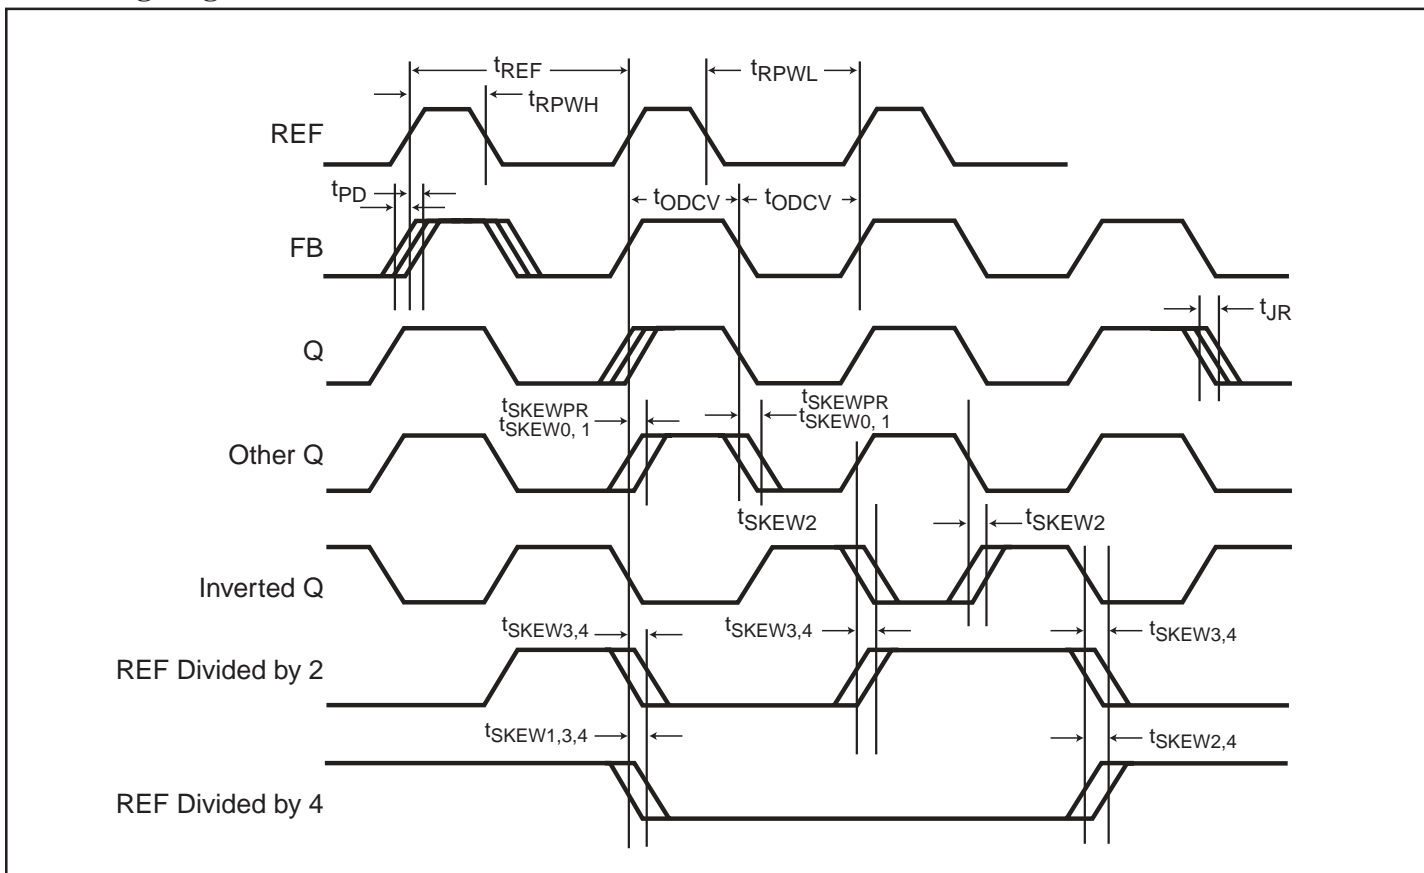 tREF
tRPWL
tRPWH
REF
tPD
tODCV
tODCV
FB
tJR
Q
tSKEWPR
tSKEW0, 1
tSKEWPR
tSKEW0, 1
Other Q
tSKEW2
tSKEW2
Inverted Q
tSKEW3,4
tSKEW3,4
tSKEW3,4
REF Divided by 2
tSKEW1,3,4
tSKEW2,4
REF Divided by 4